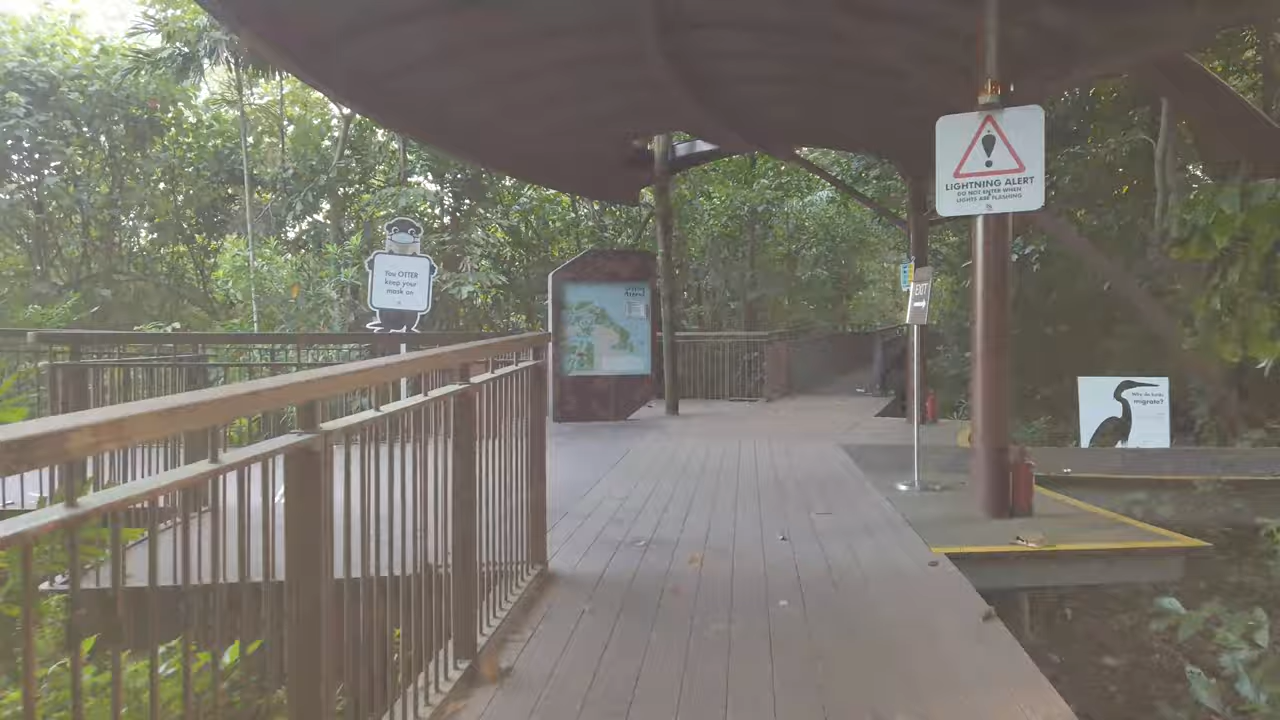 You OTTER
keep your
mask on
LIGHTNING ALERT
DO NOT ENTER WHEN
LIGHTS ARE FLASHING
EXIT
Why do birds
migrate?